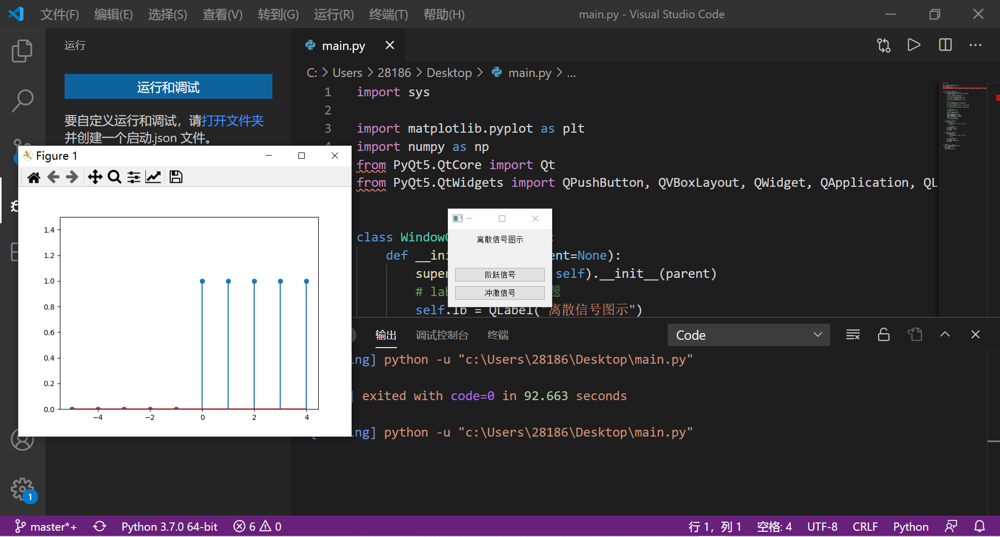 文件(F) 编辑(E) 选择(S) 查看(V) 转到(G) 运行(R) 终端(T) 帮助(H) main.py - Visual Studio Code
运行
运行和调试
要自定义运行和调试，请打开文件夹
并创建一个启动.json 文件。
main.py
C: > Users > 28186 > Desktop > main.py > ...
1 import sys
2
3 import matplotlib.pyplot as plt
4 import numpy as np
from PyQt5.QtCore import Qt
from PyQt5.QtWidgets import QPushButton, QVBoxLayout, QWidget, QApplication, QL
class Window
def __ini ent=None):
super self).__init__(parent)
# lab 题
self.lb = QLabel("离散信号图示")
Figure 1
1.4
1.2
1.0
0.8
0.6
0.4
0.2
0.0
−4 −2 0 2 4
离散信号图示
阶跃信号
冲激信号
输出 调试控制台 终端 Code
ing] python -u "c:\Users\28186\Desktop\main.py"
] exited with code=0 in 92.663 seconds
[ ing] python -u "c:\Users\28186\Desktop\main.py"
1
master*+ Python 3.7.0 64-bit 6 0 行 1，列 1 空格: 4 UTF-8 CRLF Python